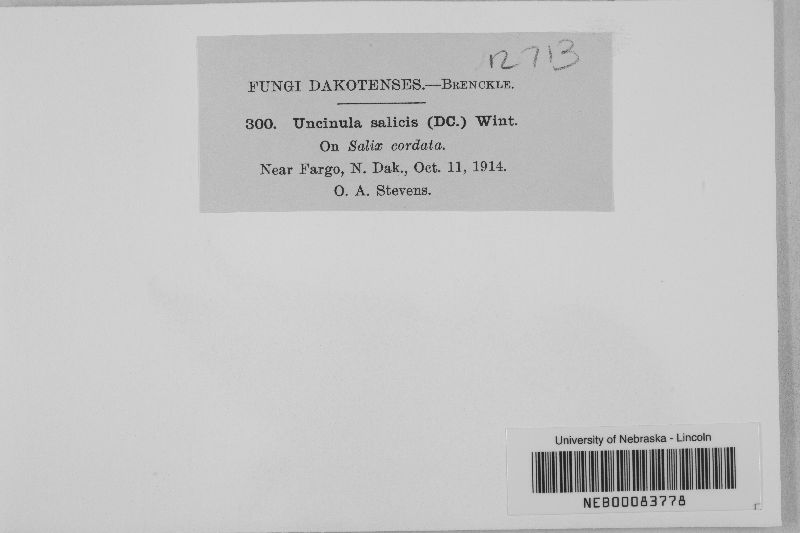 12713
FUNGI DAKOTENSES.—BRENCKLE.
300. Uncinula salicis (DC.) Wint.
On Salix cordata.
Near Fargo, N. Dak., Oct. 11, 1914.
O. A. Stevens.
University of Nebraska - Lincoln
NEB00083778